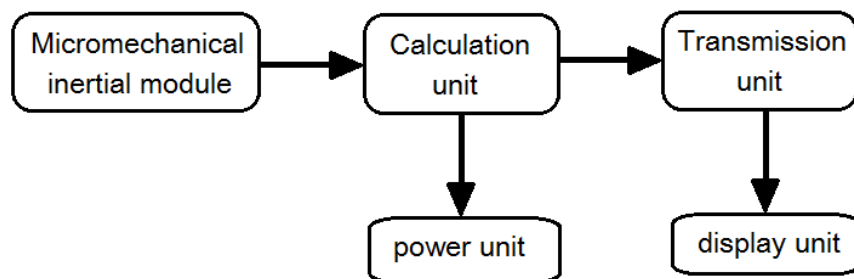 Micromechanical
inertial module
Calculation
unit
Transmission
unit
power unit
display unit